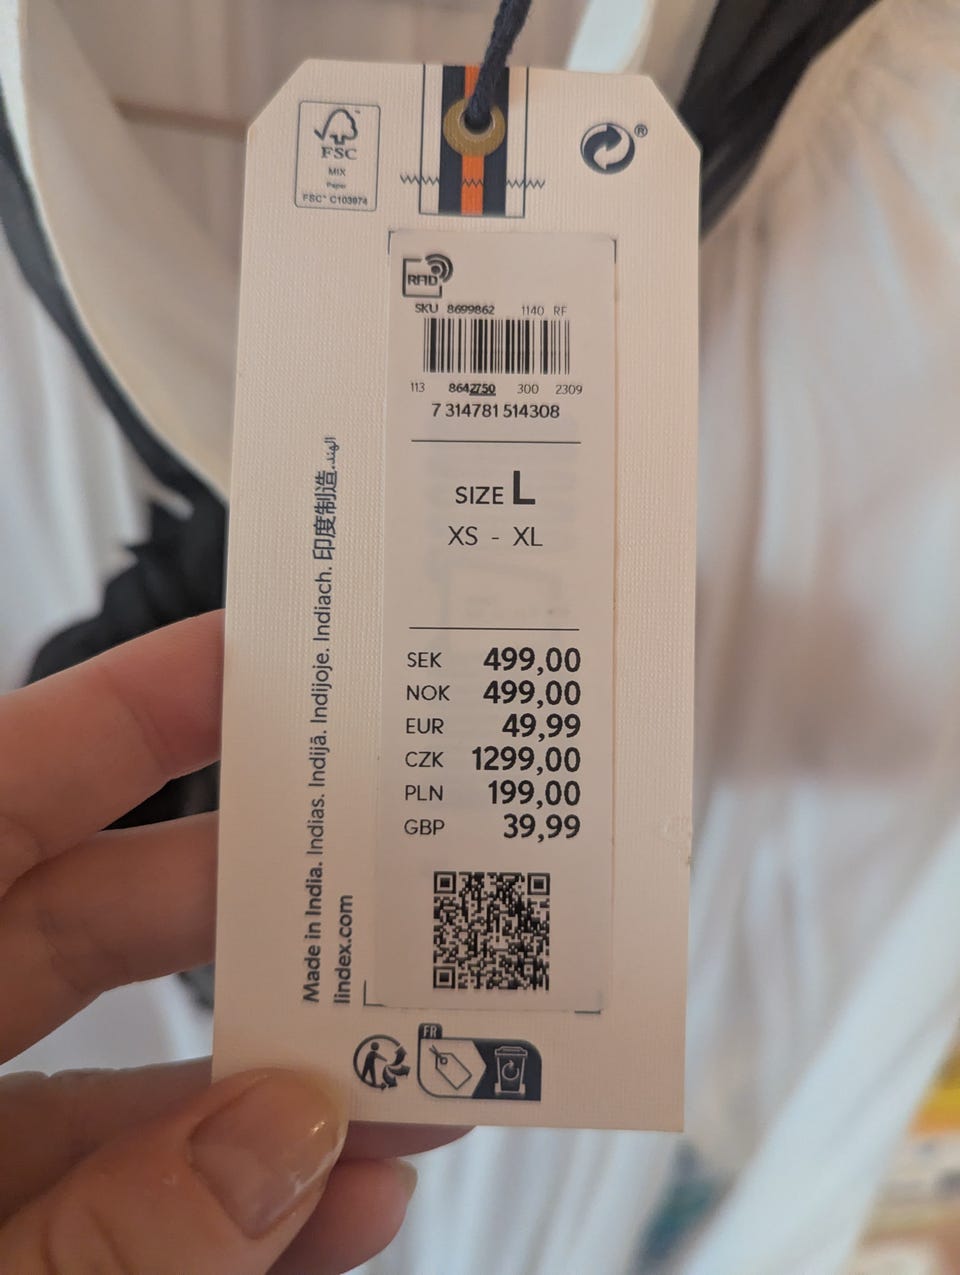 FSC
MIX
Paper
FSC® C103974
®
RFID
SKU 8699862 1140 RF
113 8642750 300 2309
7 314781 514308
SIZE L
XS - XL
SEK 499,00
NOK 499,00
EUR 49,99
CZK 1299,00
PLN 199,00
GBP 39,99
Made in India. Indias. Indijā. Indijoje. Indiach. 印度制造. الهند.
lindex.com
FR